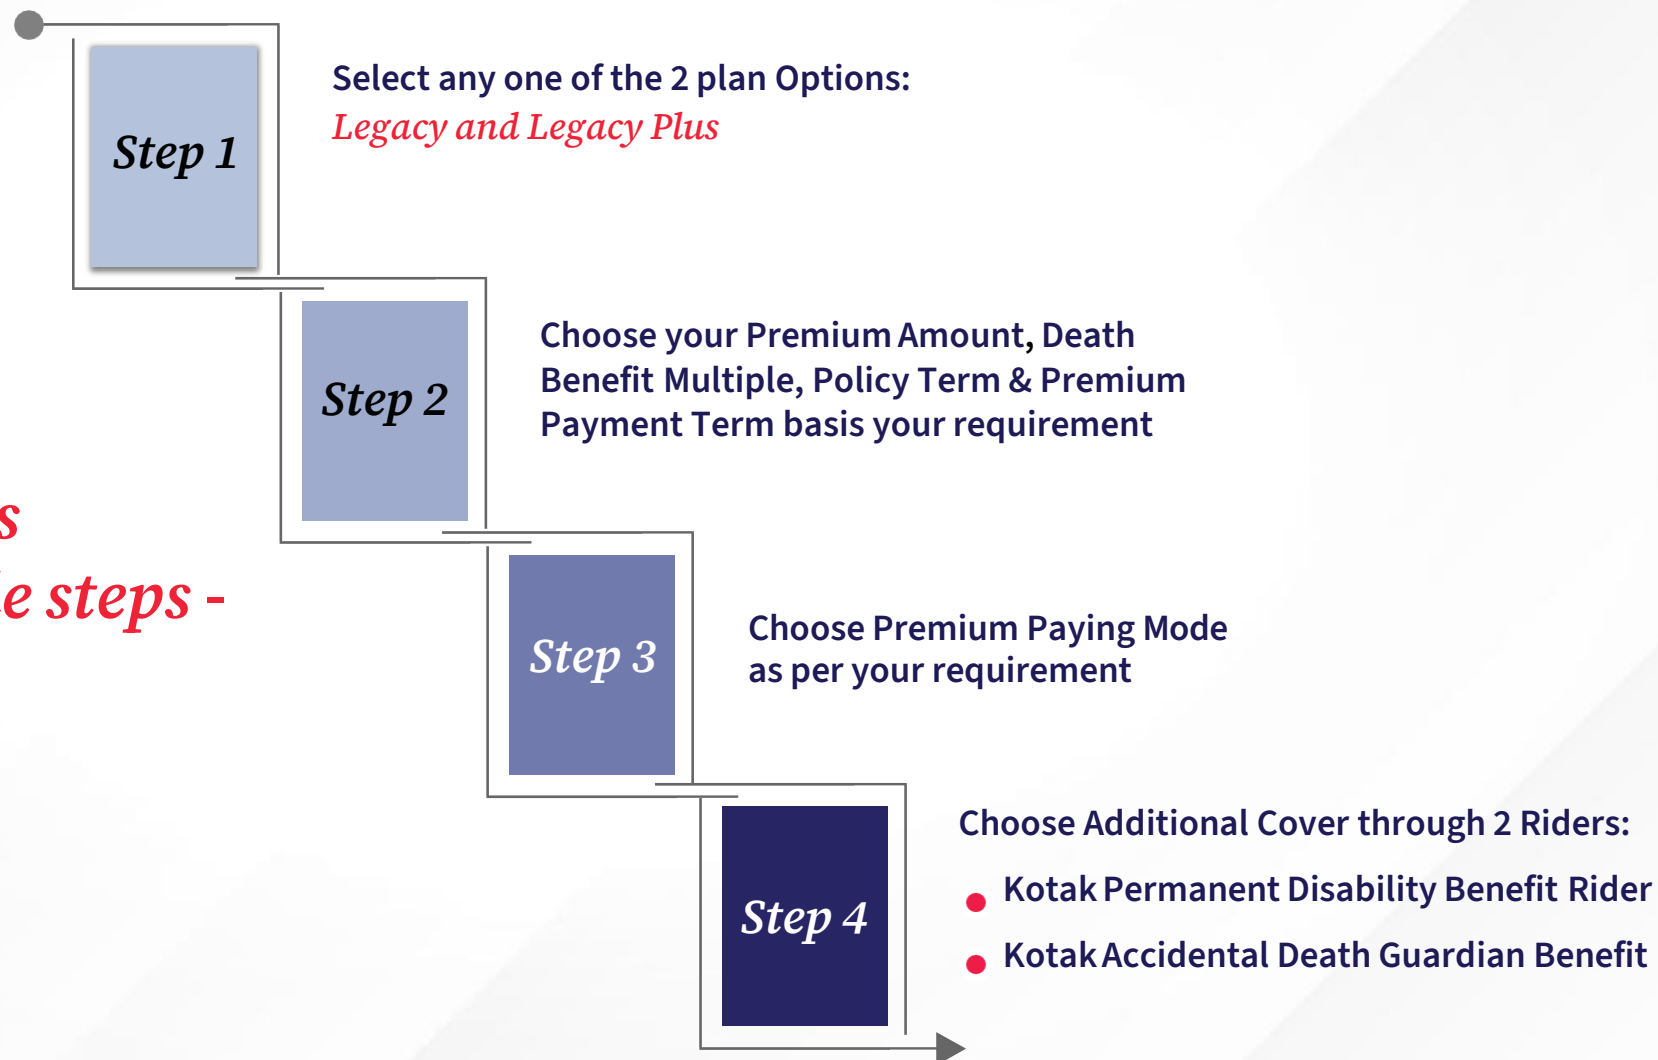 Step 1
Select any one of the 2 plan Options:
Legacy and Legacy Plus
Step 2
Choose your Premium Amount, Death
Benefit Multiple, Policy Term & Premium
Payment Term basis your requirement
steps -
Step 3
Choose Premium Paying Mode
as per your requirement
Step 4
Choose Additional Cover through 2 Riders:
Kotak Permanent Disability Benefit Rider
Kotak Accidental Death Guardian Benefit